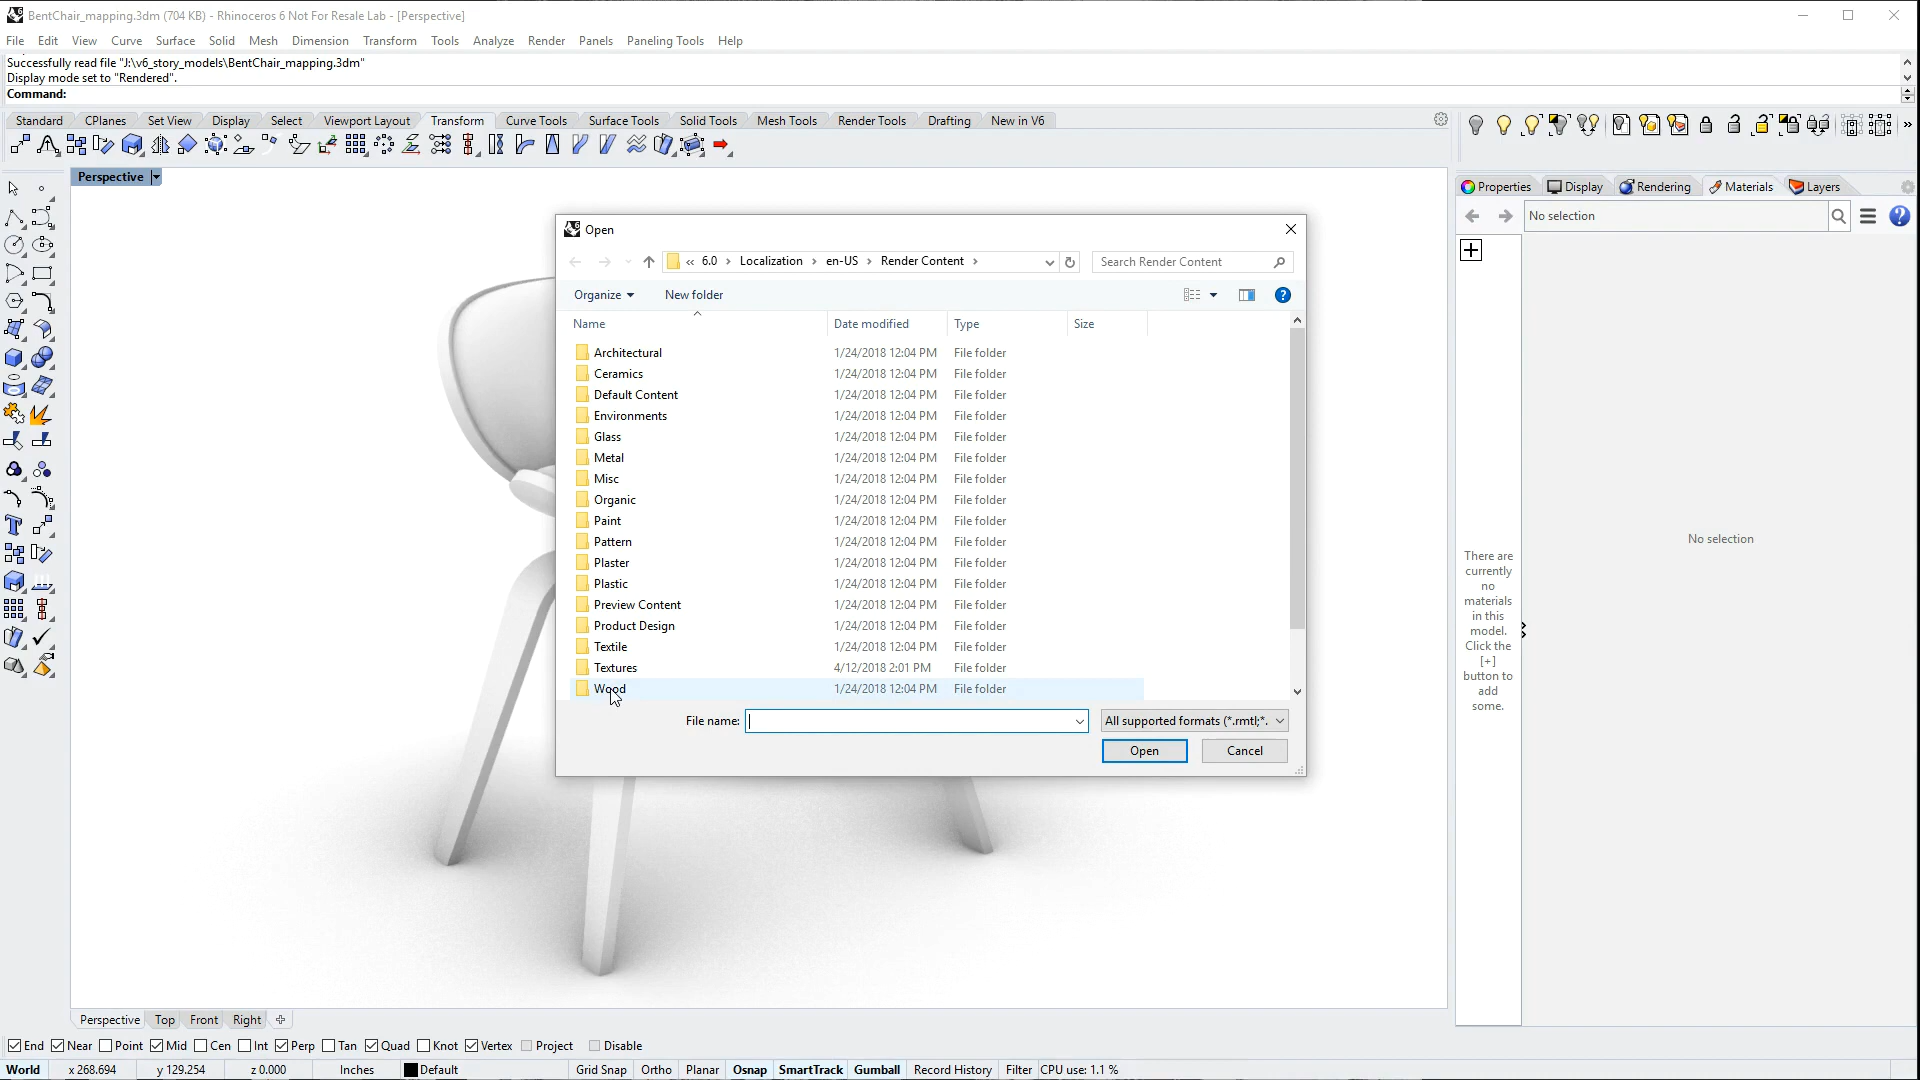 BentChair_mapping.3dm (704 KB) - Rhinoceros 6 Not For Resale Lab - [Perspective]
File Edit View Curve Surface Solid Mesh Dimension Transform Tools Analyze Render Panels Paneling Tools Help
Successfully read file "J:\v6_story_models\BentChair_mapping.3dm"
Display mode set to "Rendered".
Command:
Standard CPlanes Set View Display Select Viewport Layout Transform Curve Tools Surface Tools Solid Tools Mesh Tools Render Tools Drafting New in V6
Perspective
Properties Display Rendering Materials Layers
No selection
Open
« 6.0 › Localization › en-US › Render Content ›
Search Render Content
Organize New folder
Name Date modified Type Size
Architectural 1/24/2018 12:04 PM File folder
Ceramics 1/24/2018 12:04 PM File folder
Default Content 1/24/2018 12:04 PM File folder
Environments 1/24/2018 12:04 PM File folder
Glass 1/24/2018 12:04 PM File folder
Metal 1/24/2018 12:04 PM File folder
Misc 1/24/2018 12:04 PM File folder
Organic 1/24/2018 12:04 PM File folder
Paint 1/24/2018 12:04 PM File folder
Pattern 1/24/2018 12:04 PM File folder
Plaster 1/24/2018 12:04 PM File folder
Plastic 1/24/2018 12:04 PM File folder
Preview Content 1/24/2018 12:04 PM File folder
Product Design 1/24/2018 12:04 PM File folder
Textile 1/24/2018 12:04 PM File folder
Textures 4/12/2018 2:01 PM File folder
Wood 1/24/2018 12:04 PM File folder
File name:
All supported formats (*.rmtl;*.
Open Cancel
There are
currently
no
materials
in this
model.
Click the
[+]
button to
add
some.
No selection
Perspective Top Front Right
End Near Point Mid Cen Int Perp Tan Quad Knot Vertex Project Disable
World x 268.694 y 129.254 z 0.000 Inches Default Grid Snap Ortho Planar Osnap SmartTrack Gumball Record History Filter CPU use: 1.1 %